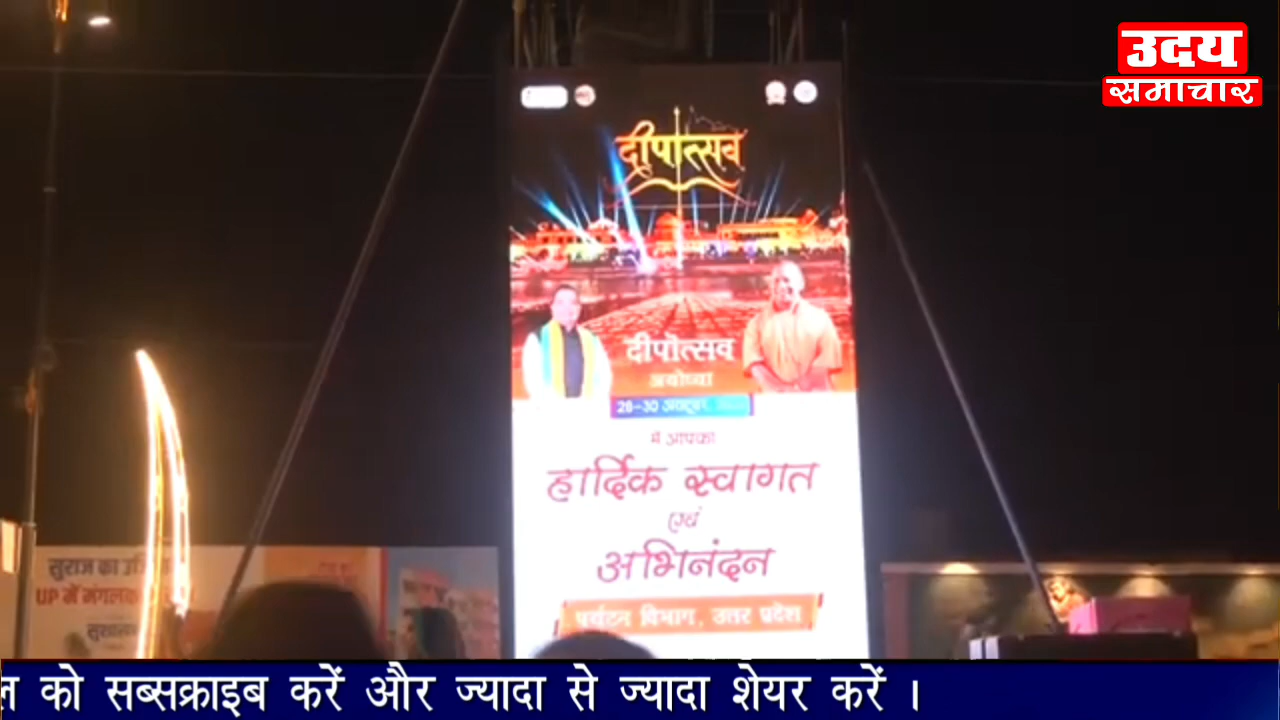 उदय
समाचार
दीपोत्सव
दीपोत्सव
अयोध्या
28-30 अक्टूबर
में आपका
हार्दिक स्वागत
एवं
अभिनंदन
पर्यटन विभाग, उत्तर प्रदेश
सुराज का
UP में
को सब्सक्राइब करें और ज्यादा से ज्यादा शेयर करें ।